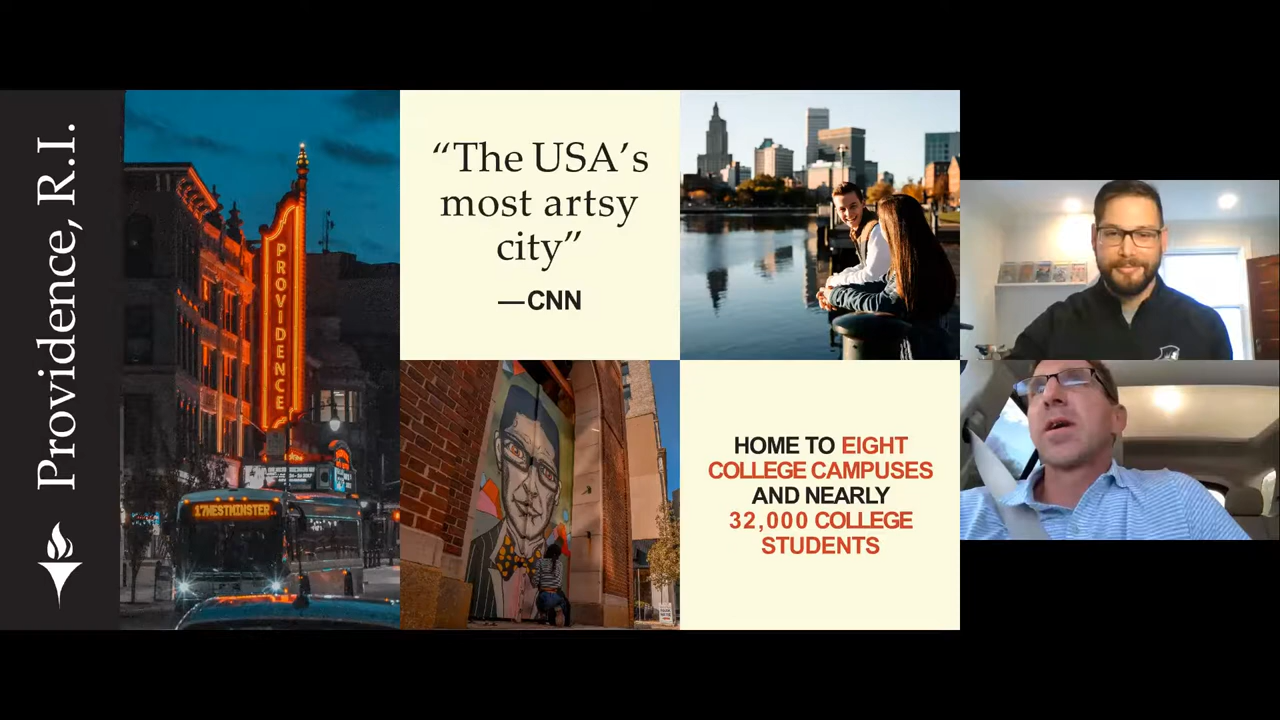 Providence, R.I.
PROVIDENCE
17WESTMINSTER
“The USA’s
most artsy
city”
—CNN
HOME TO EIGHT
COLLEGE CAMPUSES
AND NEARLY
32,000 COLLEGE
STUDENTS